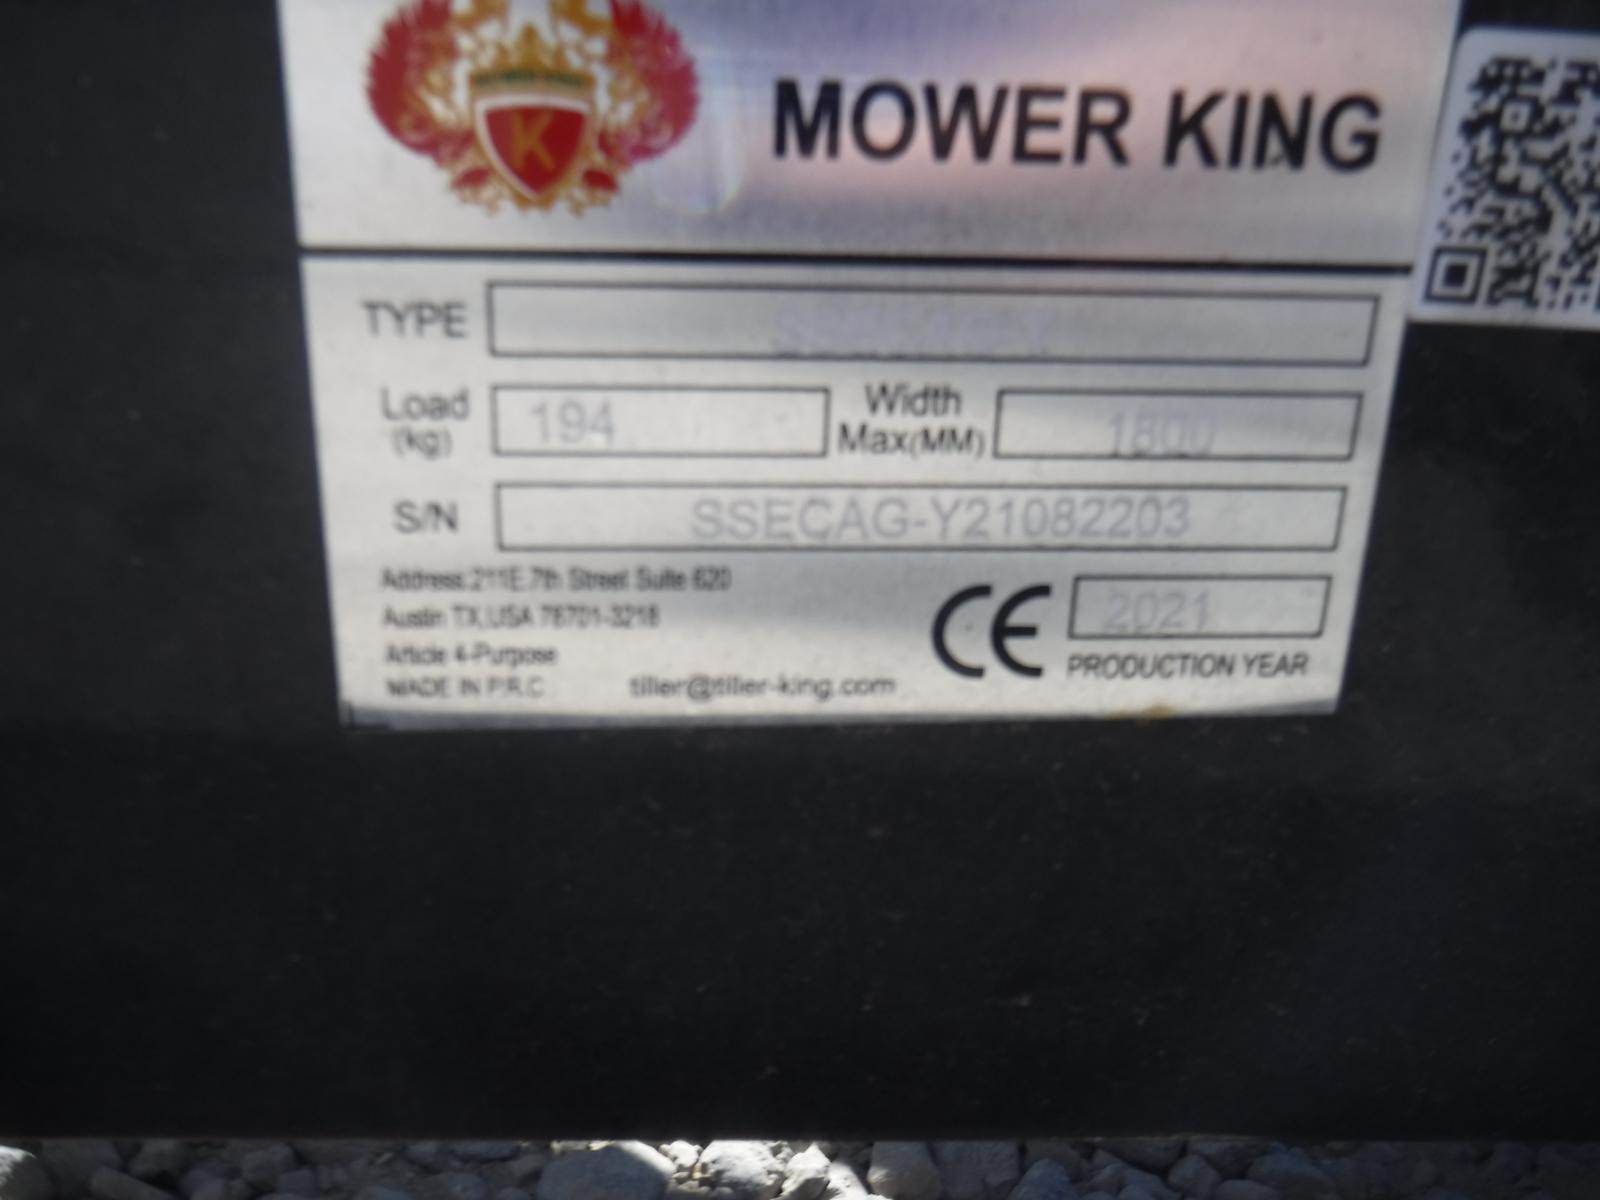 MOWER KING
K
TYPE
Load (kg) 194 Width Max(MM) 1800
S/N SSECAG-Y21082203
Address:211E.7th Street Suite 620
Austin TX,USA 78701-3218
Article 4-Purpose
MADE IN P.R.C tiller@tiller-king.com
CE 2021
PRODUCTION YEAR